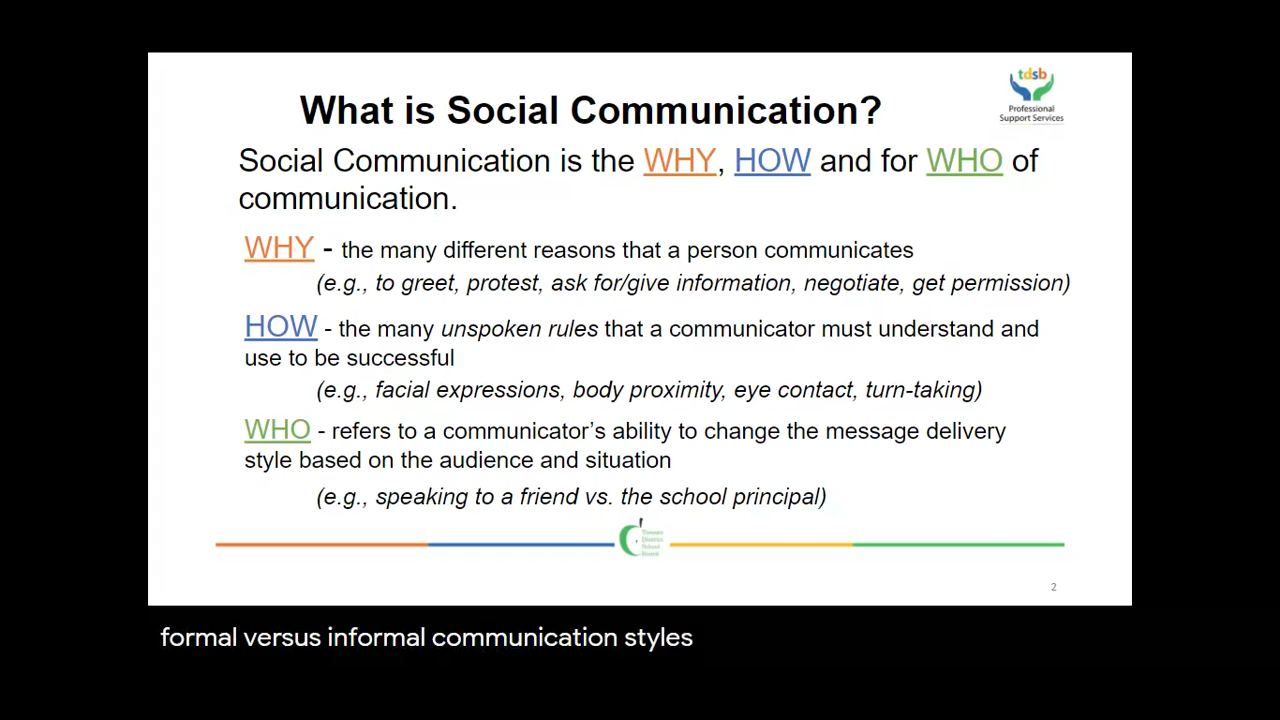 tdsb
Professional
Support Services
What is Social Communication?
Social Communication is the WHY, HOW and for WHO of
communication.
WHY - the many different reasons that a person communicates
(e.g., to greet, protest, ask for/give information, negotiate, get permission)
HOW - the many unspoken rules that a communicator must understand and
use to be successful
(e.g., facial expressions, body proximity, eye contact, turn-taking)
WHO - refers to a communicator's ability to change the message delivery
style based on the audience and situation
(e.g., speaking to a friend vs. the school principal)
Toronto
District
School
Board
2
formal versus informal communication styles